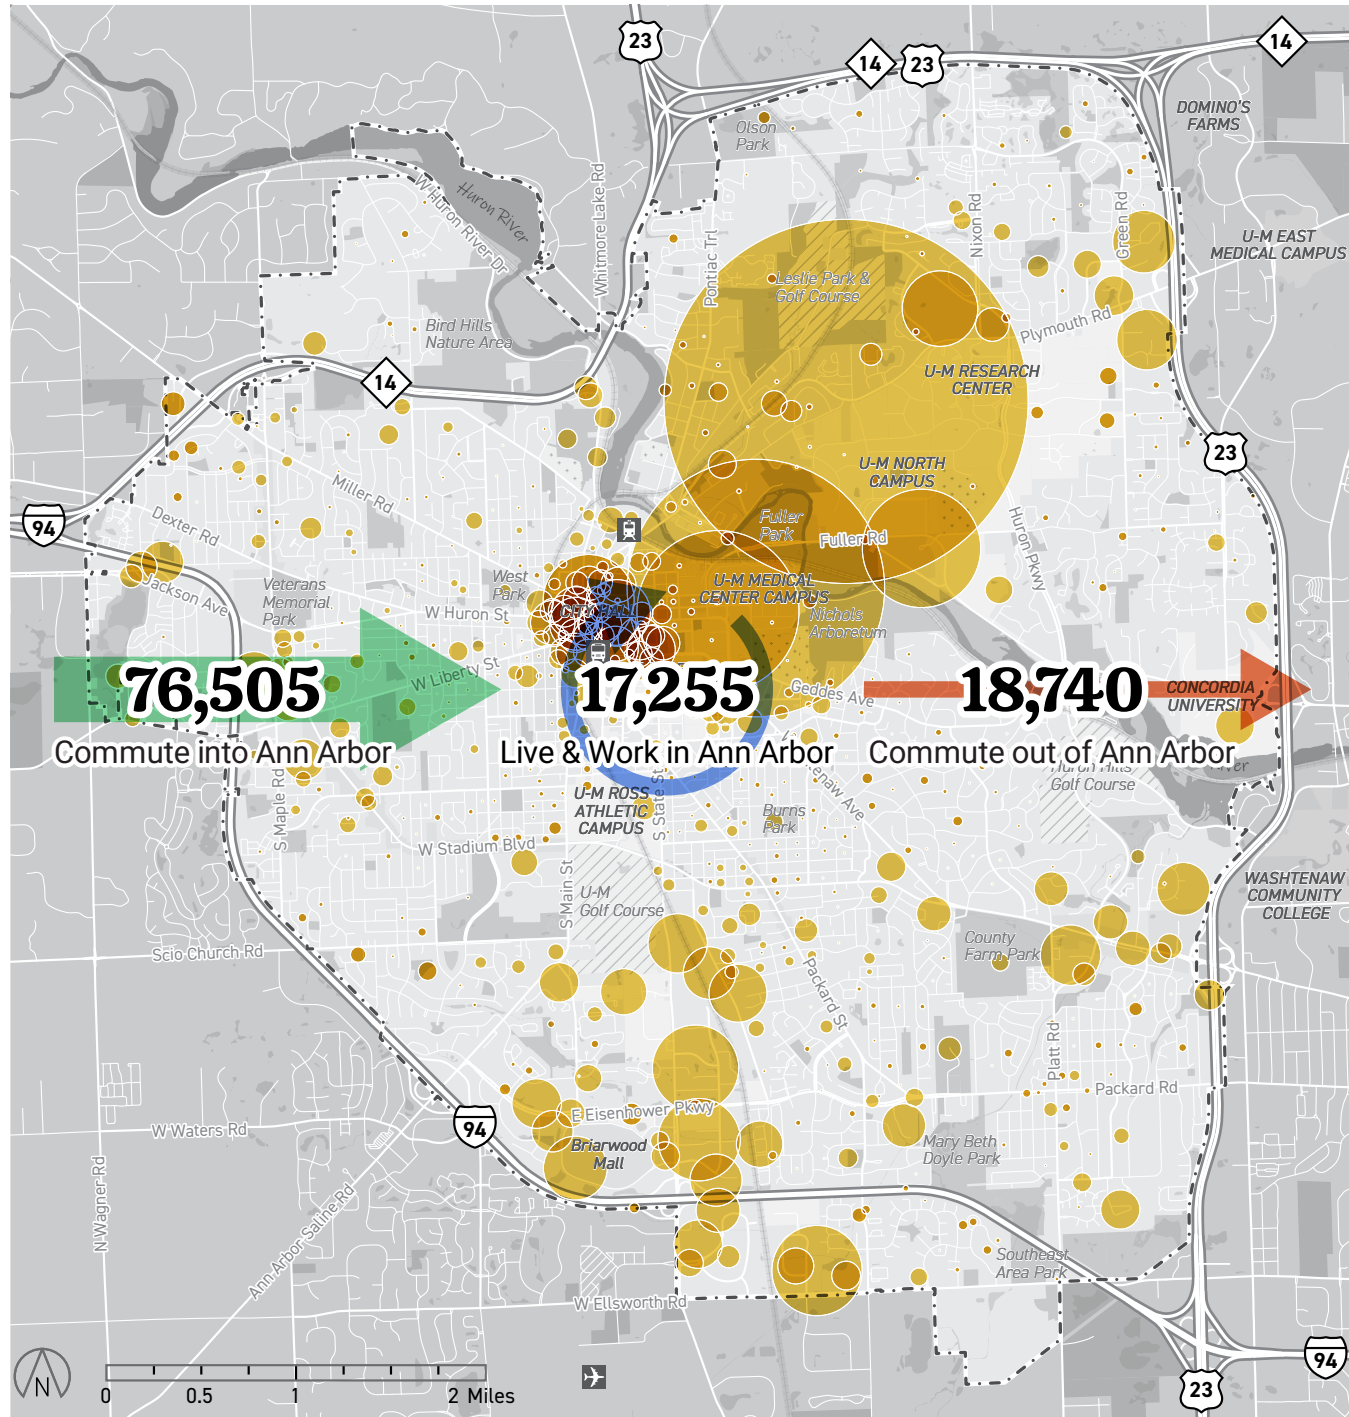 23
14
23
14
DOMINO'S
FARMS
Olson
Park
W Huron River Dr
Huron River
Whitmore Lake Rd
Pontiac Trl
Nixon Rd
Green Rd
U-M EAST
MEDICAL CAMPUS
Leslie Park &
Golf Course
Bird Hills
Nature Area
Plymouth Rd
14
U-M RESEARCH
CENTER
23
U-M NORTH
CAMPUS
Miller Rd
94
Dexter Rd
Fuller
Park
Fuller Rd
Huron Pkwy
Jackson Ave
Veterans
Memorial
Park
West
Park
W Huron St
U-M MEDICAL
CENTER CAMPUS
Nichols
Arboretum
W Liberty St
Geddes Ave
CONCORDIA
UNIVERSITY
76,505
Commute into Ann Arbor
17,255
Live & Work in Ann Arbor
18,740
Commute out of Ann Arbor
Huron Hills
Golf Course
S Maple Rd
U-M ROSS
ATHLETIC
CAMPUS
S State St
Burns
Park
W Stadium Blvd
S Main St
U-M
Golf Course
WASHTENAW
COMMUNITY
COLLEGE
Scio Church Rd
County
Farm Park
Packard St
Platt Rd
Packard Rd
94
E Eisenhower Pkwy
W Waters Rd
Briarwood
Mall
Mary Beth
Doyle Park
N Wagner Rd
Ann Arbor Saline Rd
Southeast
Area Park
W Ellsworth Rd
94
N
0 0.5 1 2 Miles
23